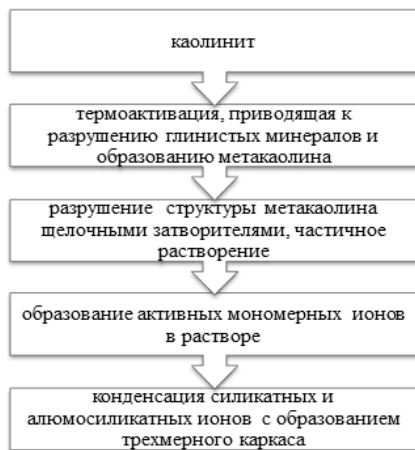 каолинит
термоактивация, приводящая к
разрушению глинистых минералов и
образованию метакаолина
разрушение структуры метакаолина
щелочными затворителями, частичное
растворение
образование активных мономерных ионов
в растворе
конденсация силикатных и
алюмосиликатных ионов с образованием
трехмерного каркаса